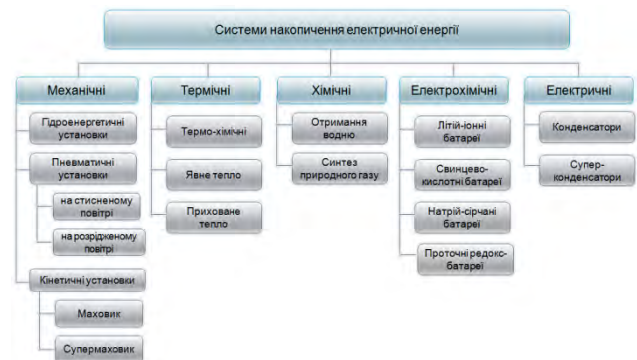 Системи накопичення електричної енергії
Механічні
Гідроенергетичні
установки
Пневматичні
установки
на стисненому
повітрі
на розрідженому
повітрі
Кінетичні установки
Маховик
Супермаховик
Термічні
Термо-хімічні
Явне тепло
Приховане
тепло
Хімічні
Отримання
водню
Синтез
природного газу
Електрохімічні
Літій-іонні
батареї
Свинцево-
кислотні батареї
Натрій-сірчані
батареї
Проточні редокс-
батареї
Електричні
Конденсатори
Супер-
конденсатори